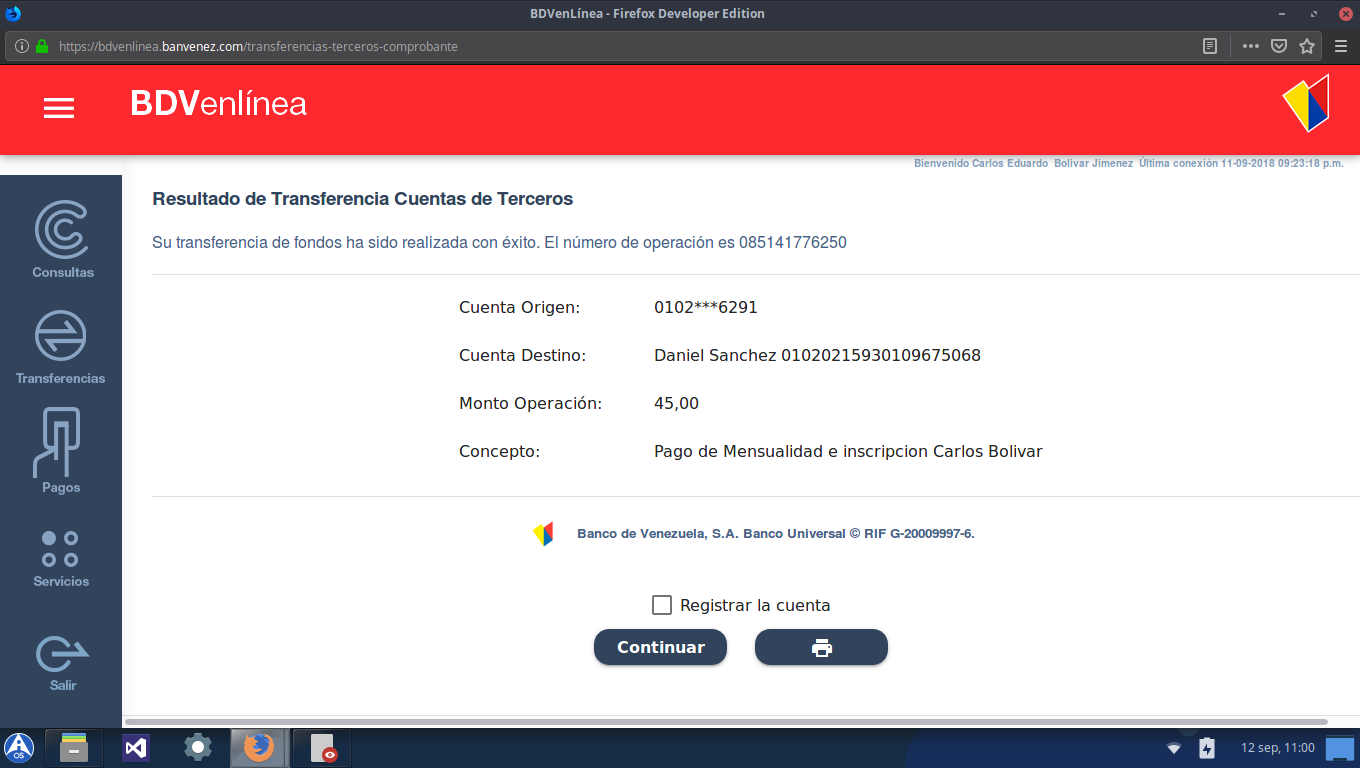 BDVenLínea - Firefox Developer Edition
https://bdvenlinea.banvenez.com/transferencias-terceros-comprobante
BDVenlínea
Bienvenido Carlos Eduardo Bolivar Jimenez Última conexión 11-09-2018 09:23:18 p.m.
Resultado de Transferencia Cuentas de Terceros
Su transferencia de fondos ha sido realizada con éxito. El número de operación es 085141776250
Consultas
Transferencias
Pagos
Servicios
Salir
Cuenta Origen: 0102***6291
Cuenta Destino: Daniel Sanchez 01020215930109675068
Monto Operación: 45,00
Concepto: Pago de Mensualidad e inscripcion Carlos Bolivar
Banco de Venezuela, S.A. Banco Universal © RIF G-20009997-6.
Registrar la cuenta
Continuar
OS
12 sep, 11:00